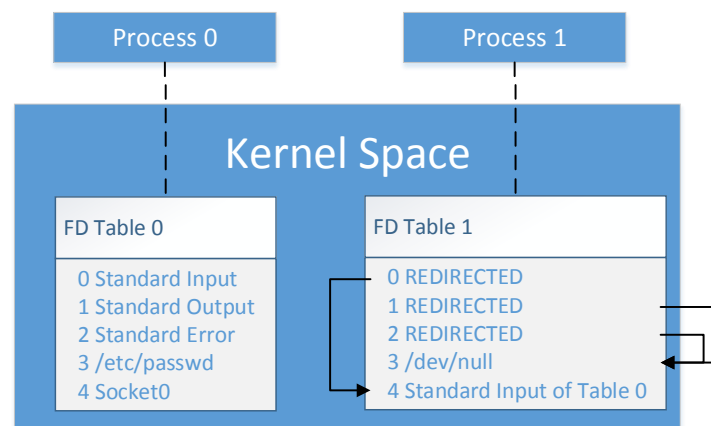 Process 0
Process 1
Kernel Space
FD Table 0
0 Standard Input
1 Standard Output
2 Standard Error
3 /etc/passwd
4 Socket0
FD Table 1
0 REDIRECTED
1 REDIRECTED
2 REDIRECTED
3 /dev/null
4 Standard Input of Table 0